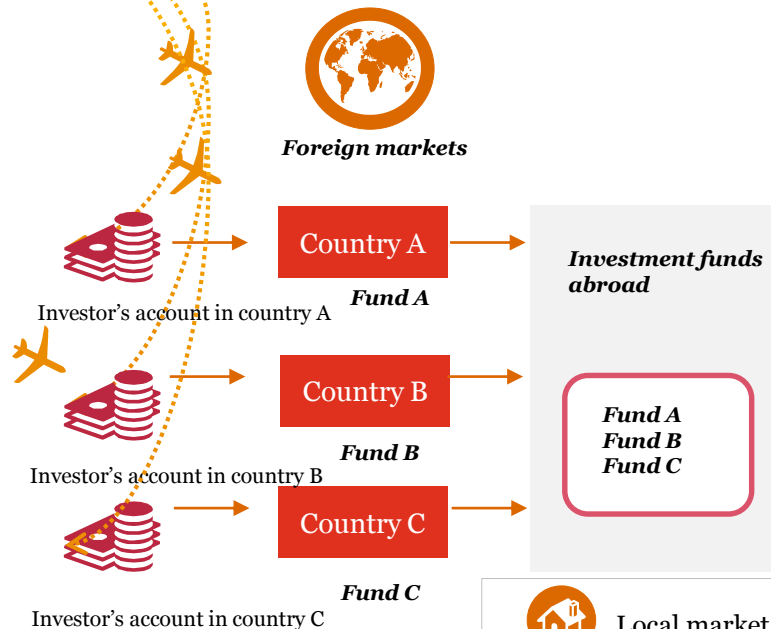 Foreign markets
Country A
Investment funds
abroad
Fund A
Investor's account in country A
Country B
Fund A
Fund B
Fund C
Fund B
Investor's account in country B
Country C
Fund C
Investor's account in country C
Local market